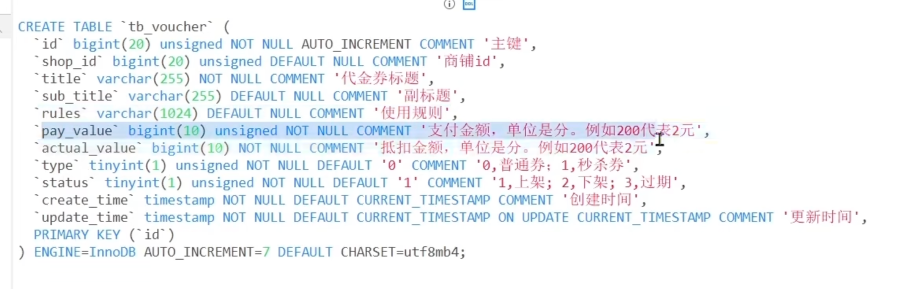 CREATE TABLE `tb_voucher` (
`id` bigint(20) unsigned NOT NULL AUTO_INCREMENT COMMENT '主键',
`shop_id` bigint(20) unsigned DEFAULT NULL COMMENT '商铺id',
`title` varchar(255) NOT NULL COMMENT '代金券标题',
`sub_title` varchar(255) DEFAULT NULL COMMENT '副标题',
`rules` varchar(1024) DEFAULT NULL COMMENT '使用规则',
`pay_value` bigint(10) unsigned NOT NULL COMMENT '支付金额，单位是分。例如200代表2元',
`actual_value` bigint(10) NOT NULL COMMENT '抵扣金额，单位是分。例如200代表2元',
`type` tinyint(1) unsigned NOT NULL DEFAULT '0' COMMENT '0,普通券；1,秒杀券',
`status` tinyint(1) unsigned NOT NULL DEFAULT '1' COMMENT '1,上架；2,下架；3,过期',
`create_time` timestamp NOT NULL DEFAULT CURRENT_TIMESTAMP COMMENT '创建时间',
`update_time` timestamp NOT NULL DEFAULT CURRENT_TIMESTAMP ON UPDATE CURRENT_TIMESTAMP COMMENT '更新时间',
PRIMARY KEY (`id`)
) ENGINE=InnoDB AUTO_INCREMENT=7 DEFAULT CHARSET=utf8mb4;